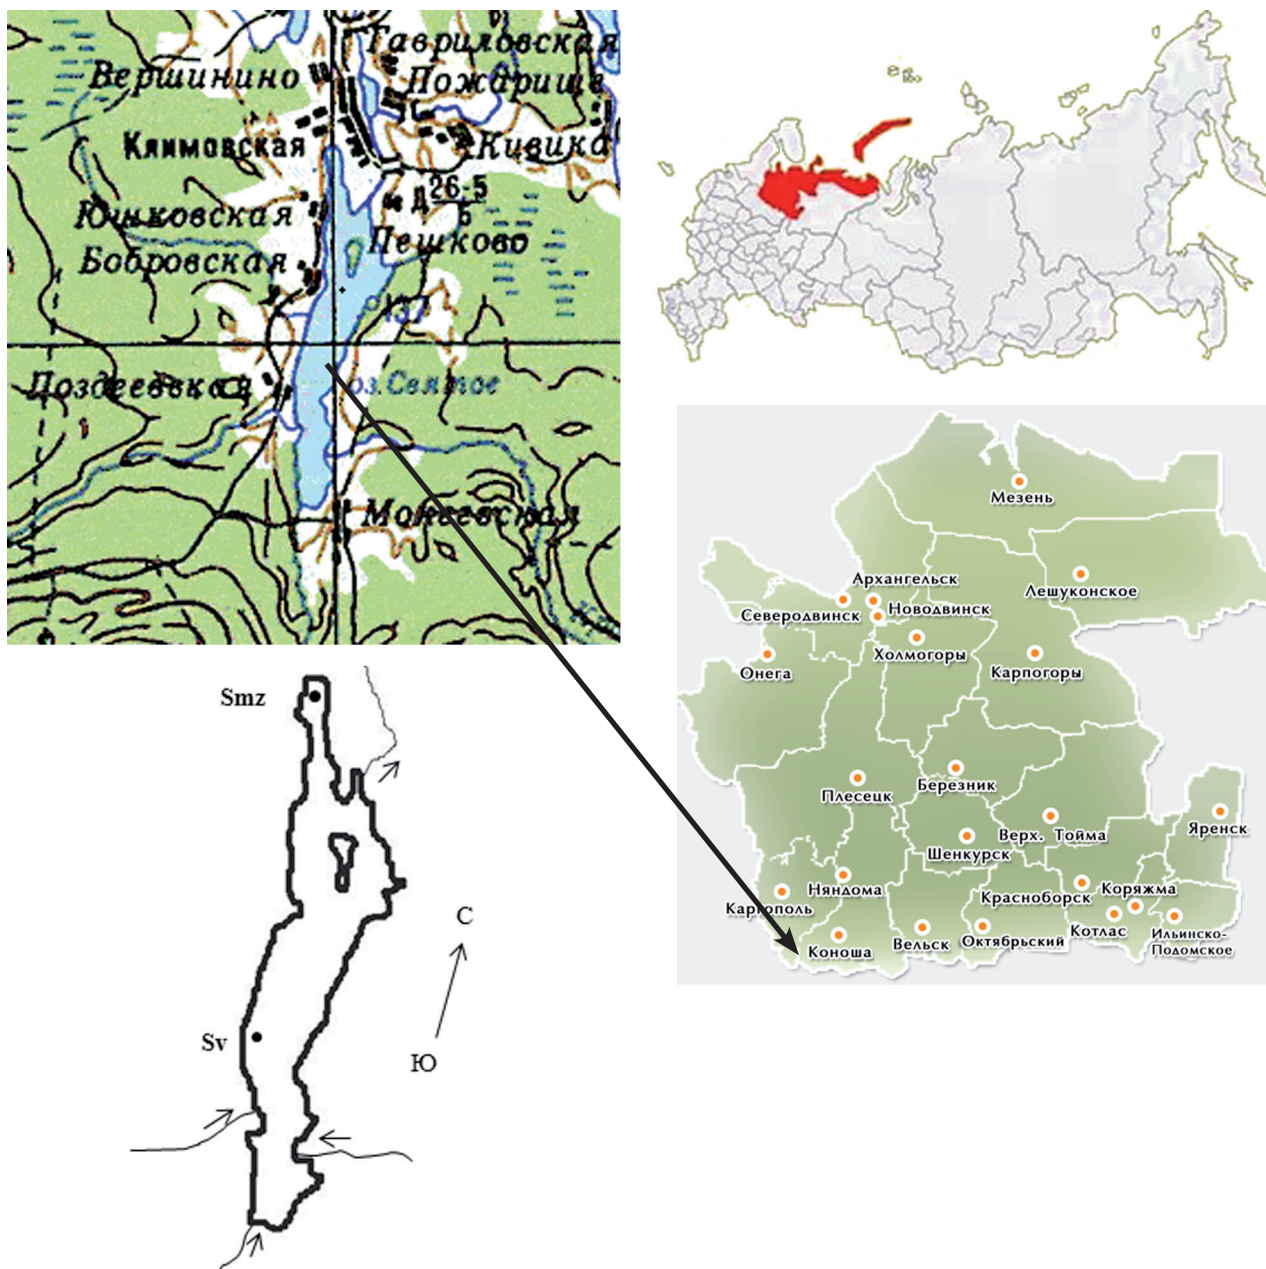 Гавриловская
Вершинино
Пожарище
Климовская
Кивика
26-5
Д
Б
Юшковская
Пешково
Бобровская
137
Поздеевская
оз. Святое
Моисеевская
Мезень
Лешуконское
Архангельск
Северодвинск
Новодвинск
Холмогоры
Онега
Карпогоры
Плесецк
Березник
Верх. Тойма
Яренск
Шенкурск
Няндома
Каргополь
Красноборск
Коряжма
Коноша
Вельск
Октябрьский
Котлас
Ильинско-
Подомское
Smz
С
Sv
Ю